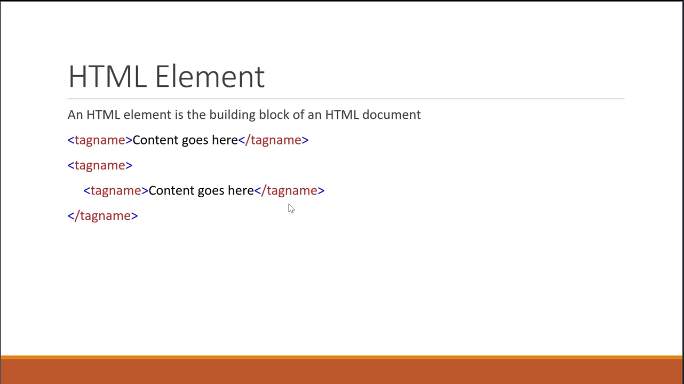 HTML Element
An HTML element is the building block of an HTML document
<tagname>Content goes here</tagname>
<tagname>
<tagname>Content goes here</tagname>
</tagname>